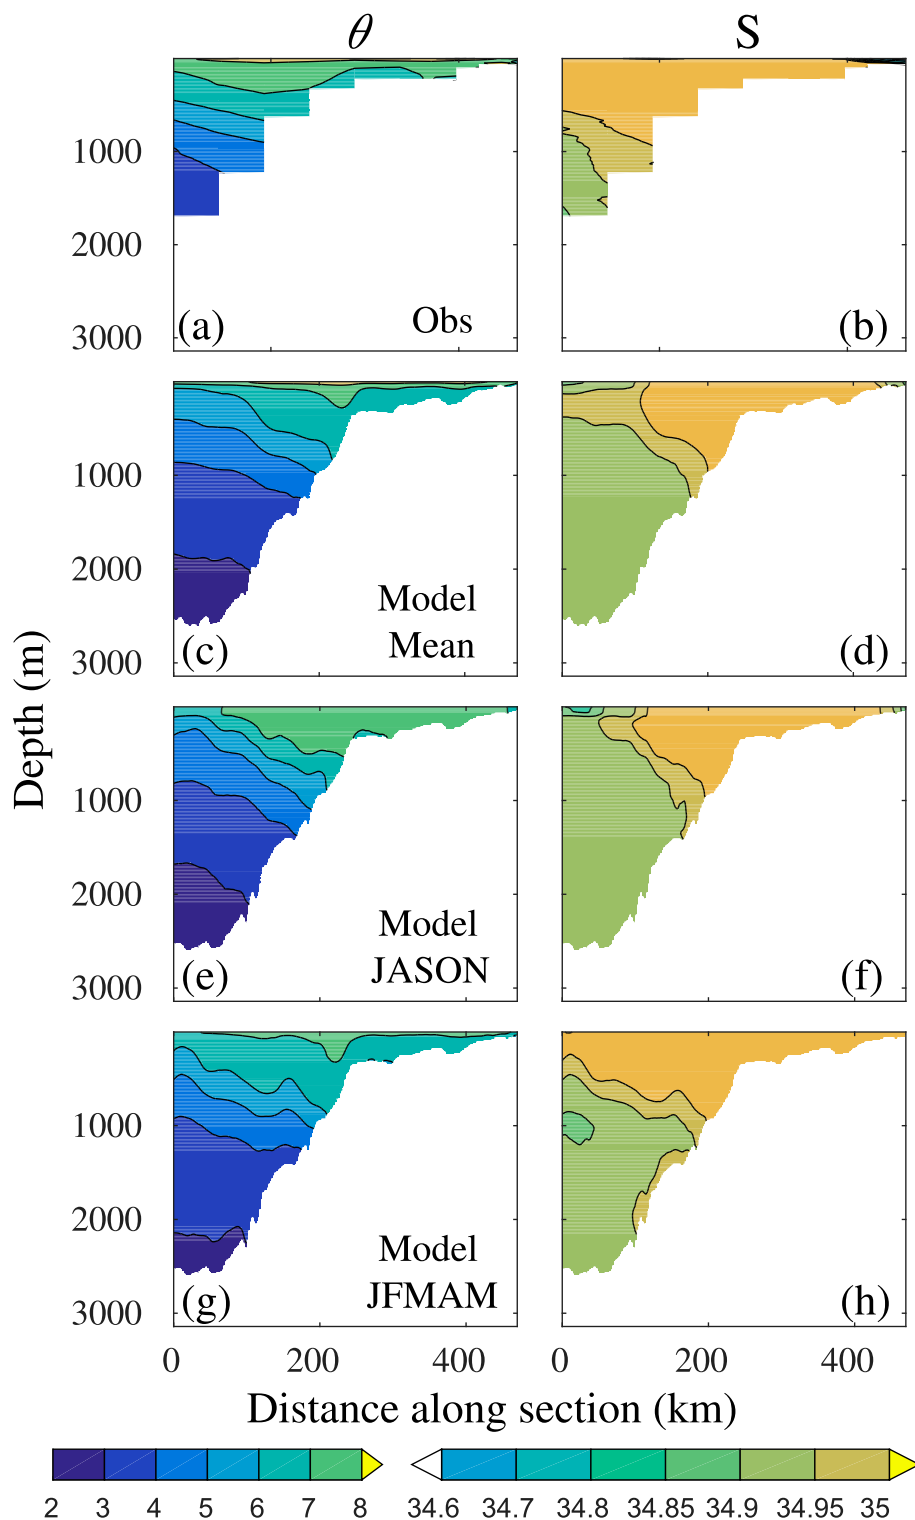 θ S
1000
2000
3000
(a) Obs (b)
1000
2000
3000
(c) Model Mean (d)
1000
2000
3000
(e) Model JASON (f)
1000
2000
3000
(g) Model JFMAM (h)
Depth (m)
0 200 400 0 200 400
Distance along section (km)
2 3 4 5 6 7 8 34.6 34.7 34.8 34.85 34.9 34.95 35